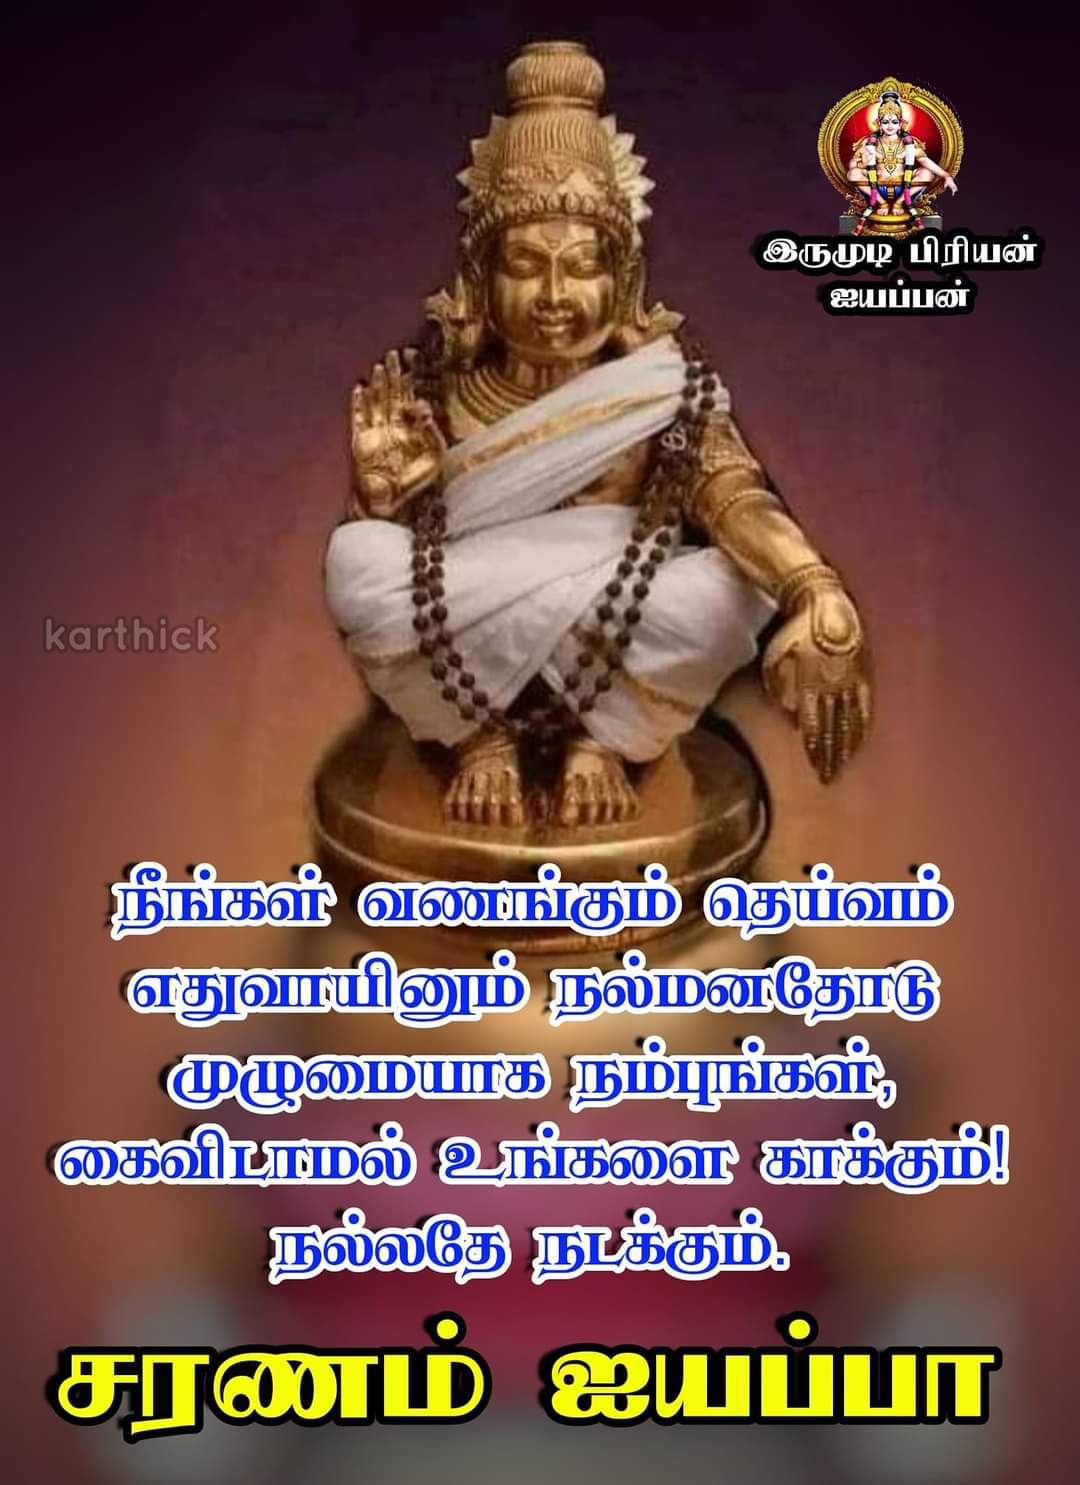 இருமுடி பிரியன்
ஐயப்பன்
karthick
நீங்கள் வணங்கும் தெய்வம்
எதுவாயினும் நல்மனதோடு
முழுமையாக நம்புங்கள்,
கைவிடாமல் உங்களை காக்கும்!
நல்லதே நடக்கும்.
சரணம் ஐயப்பா